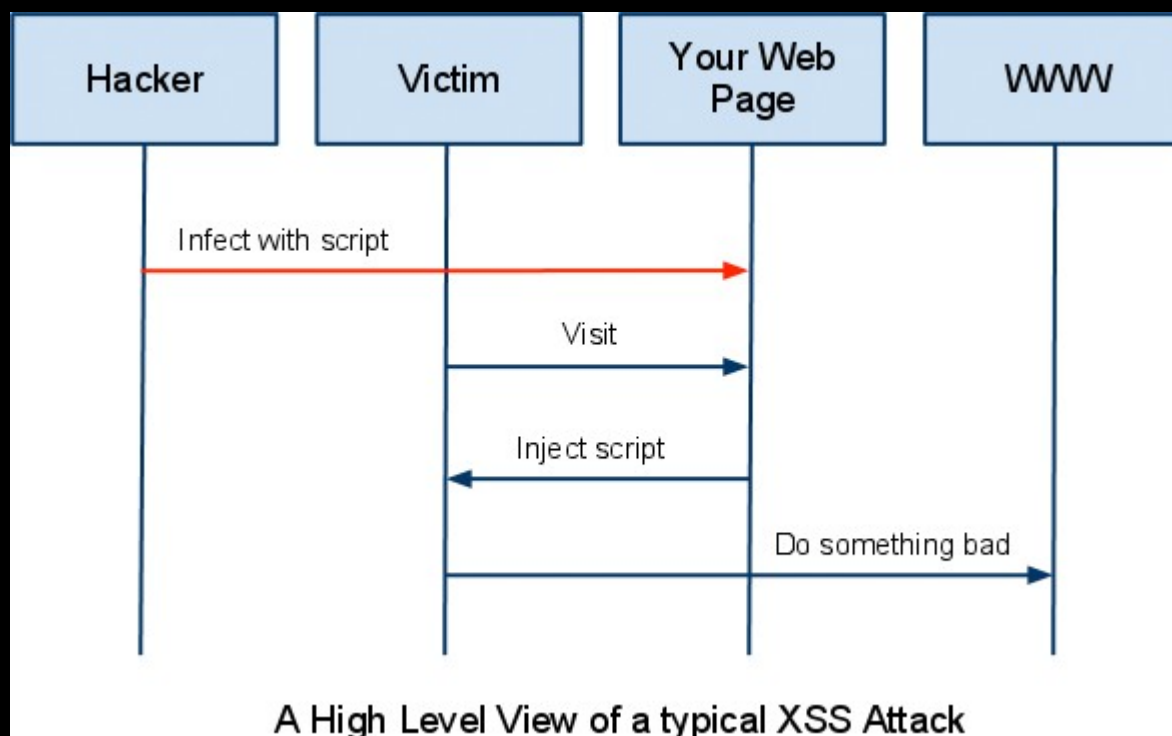 Hacker
Victim
Your Web
Page
WWW
Infect with script
Visit
Inject script
Do something bad
A High Level View of a typical XSS Attack